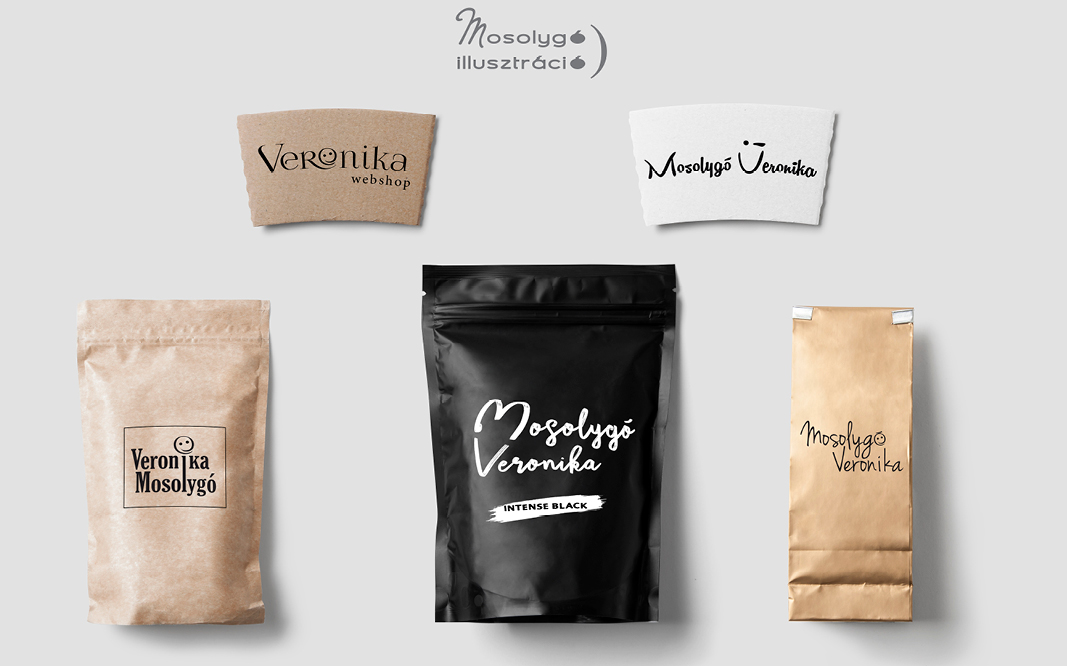 Mosolygó
illusztráció
Veronika
webshop
Mosolygó Veronika
Veronika
Mosolygó
Mosolygó
Veronika
INTENSE BLACK
Mosolygó
Veronika